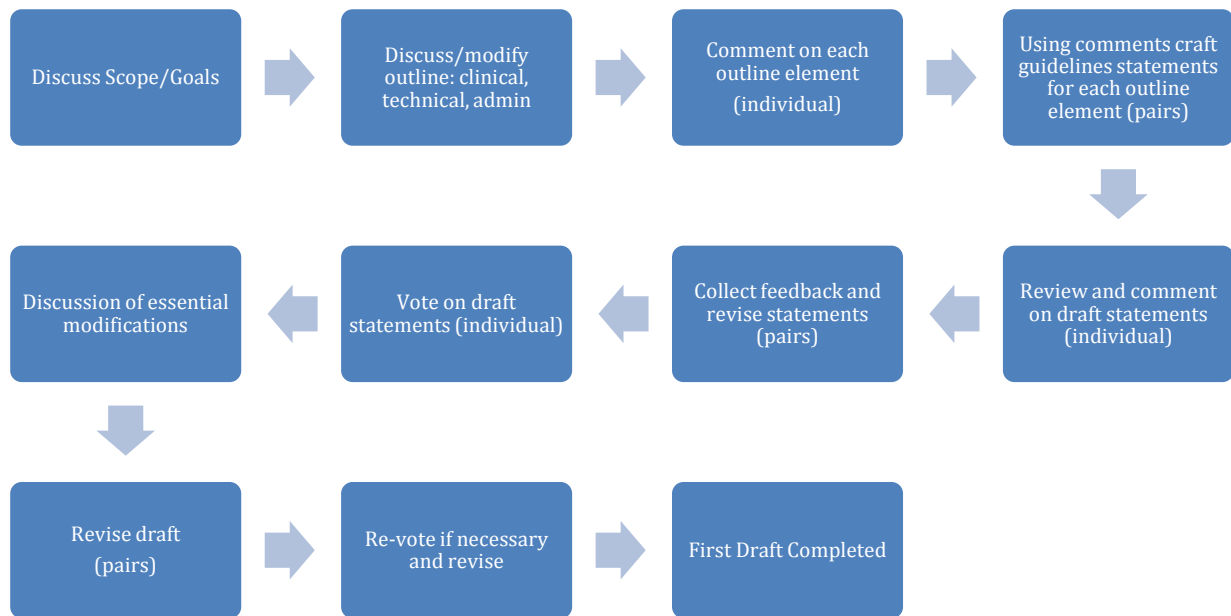 Discuss Scope/Goals
Discuss/modify
outline: clinical,
technical, admin
Comment on each
outline element
(individual)
Using comments craft
guidelines statements
for each outline
element (pairs)
Review and comment
on draft statements
(individual)
Collect feedback and
revise statements
(pairs)
Vote on draft
statements (individual)
Discussion of essential
modifications
Revise draft
(pairs)
Re-vote if necessary
and revise
First Draft Completed